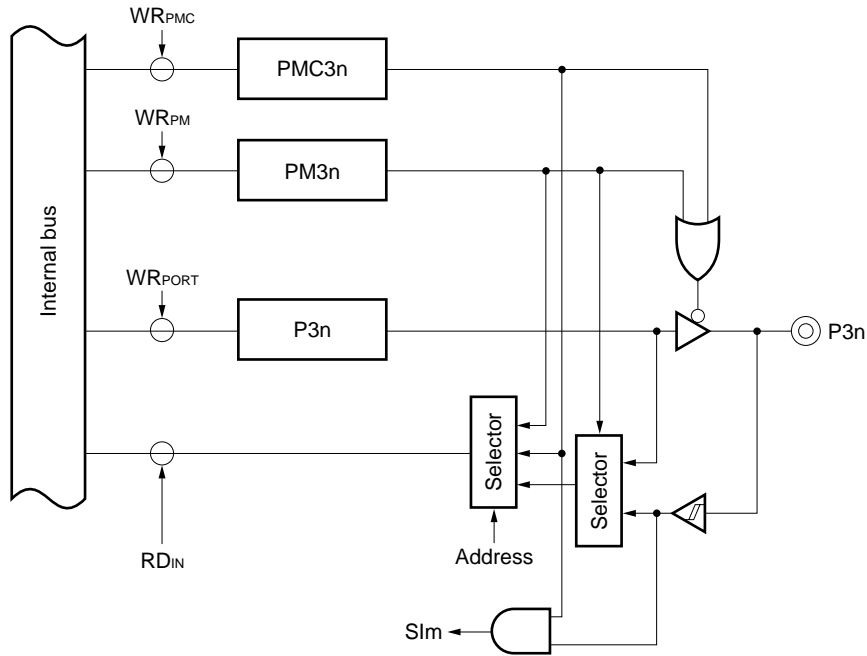 WRPMC
PMC3n
WRPM
PM3n
Internal bus
WRPORT
P3n
P3n
Selector
Selector
Address
RDIN
SIm